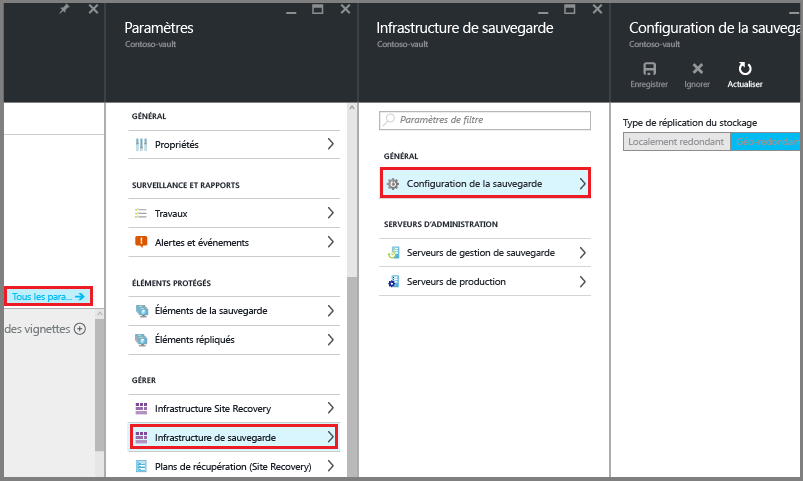 Tous les para...
des vignettes
Paramètres
Contoso-vault
GÉNÉRAL
Propriétés
SURVEILLANCE ET RAPPORTS
Travaux
Alertes et événements
ÉLÉMENTS PROTÉGÉS
Éléments de la sauvegarde
Éléments répliqués
GÉRER
Infrastructure Site Recovery
Infrastructure de sauvegarde
Plans de récupération (Site Recovery)
Infrastructure de sauvegarde
Contoso-vault
Paramètres de filtre
GÉNÉRAL
Configuration de la sauvegarde
SERVEURS D'ADMINISTRATION
Serveurs de gestion de sauvegarde
Serveurs de production
Configuration de la sauvega
Contoso-vault
Enregistrer
Ignorer
Actualiser
Type de réplication du stockage
Localement redondant
Géo-redondant